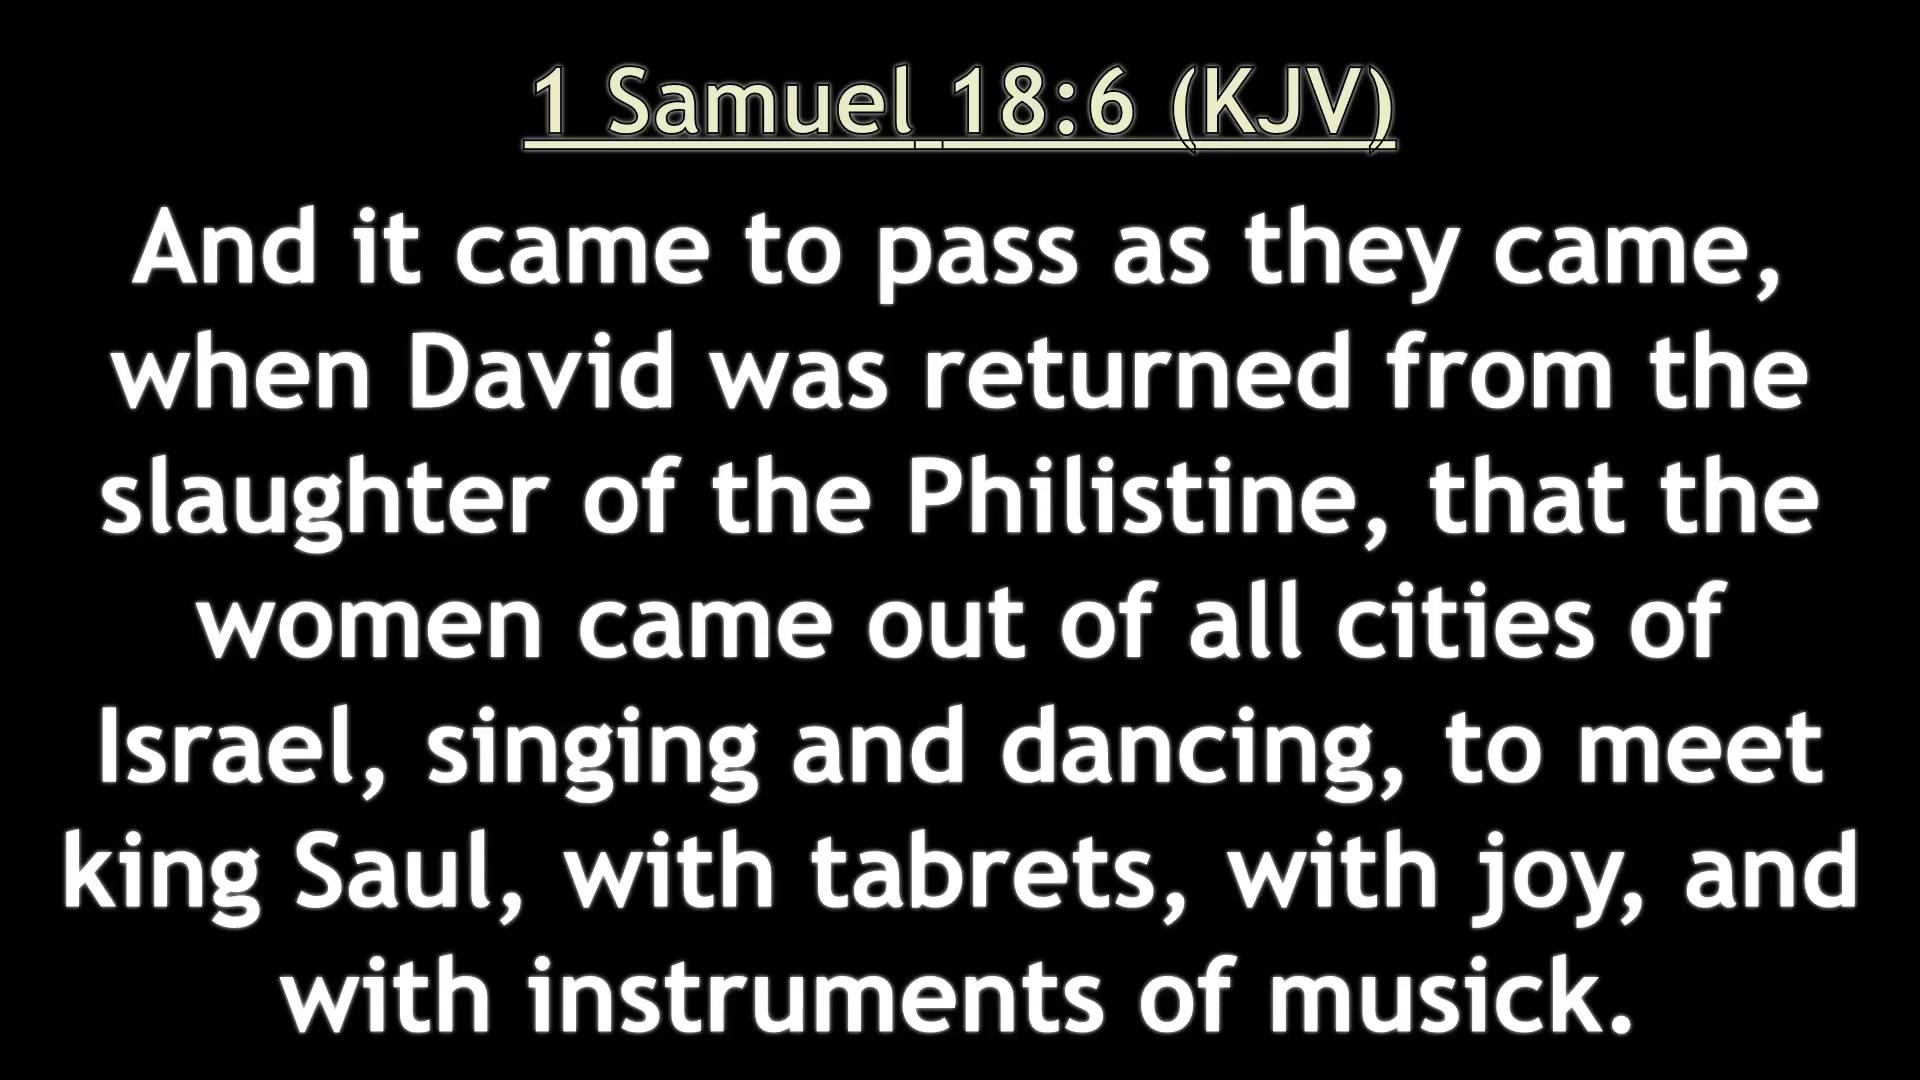 1 Samuel 18:6 (KJV)
And it came to pass as they came,
when David was returned from the
slaughter of the Philistine, that the
women came out of all cities of
Israel, singing and dancing, to meet
king Saul, with tabrets, with joy, and
with instruments of musick.